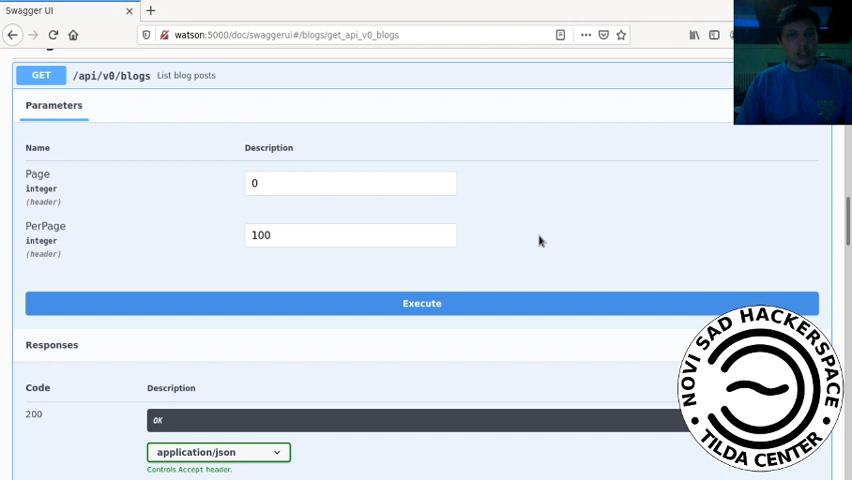 Swagger UI
watson:5000/doc/swaggerui#/blogs/get_api_v0_blogs
GET /api/v0/blogs List blog posts
Parameters
Name Description
Page
integer
(header)
0
PerPage
integer
(header)
100
Execute
Responses
Code Description
200
OK
application/json
Controls Accept header.
NOVI SAD HACKERSPACE
TILDA CENTER